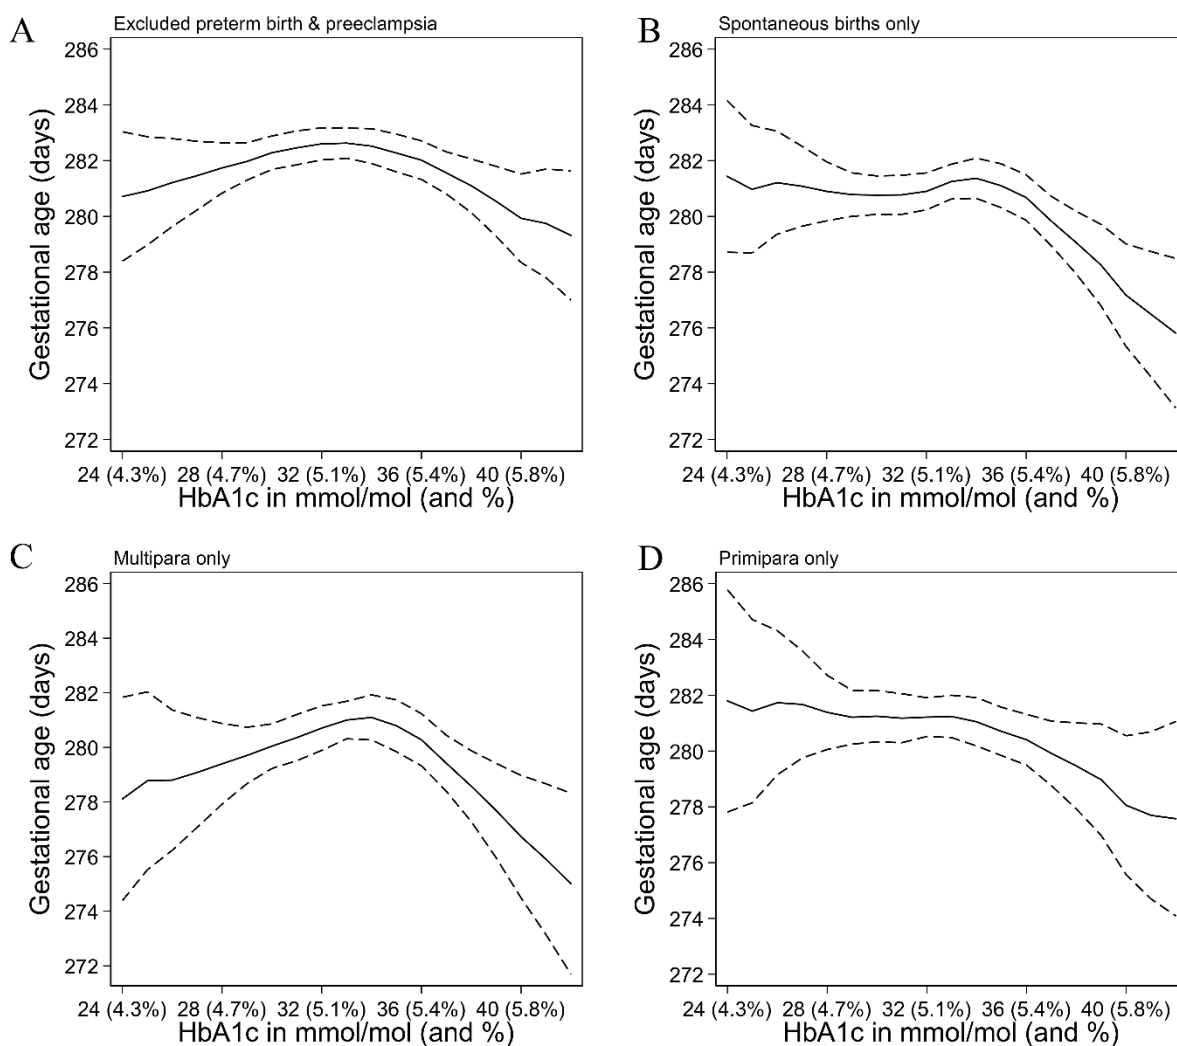 A Excluded preterm birth & preeclampsia
286
284
282
280
278
276
274
272
Gestational age (days)
24 (4.3%) 28 (4.7%) 32 (5.1%) 36 (5.4%) 40 (5.8%)
HbA1c in mmol/mol (and %)
B Spontaneous births only
286
284
282
280
278
276
274
272
Gestational age (days)
24 (4.3%) 28 (4.7%) 32 (5.1%) 36 (5.4%) 40 (5.8%)
HbA1c in mmol/mol (and %)
C Multipara only
286
284
282
280
278
276
274
272
Gestational age (days)
24 (4.3%) 28 (4.7%) 32 (5.1%) 36 (5.4%) 40 (5.8%)
HbA1c in mmol/mol (and %)
D Primipara only
286
284
282
280
278
276
274
272
Gestational age (days)
24 (4.3%) 28 (4.7%) 32 (5.1%) 36 (5.4%) 40 (5.8%)
HbA1c in mmol/mol (and %)